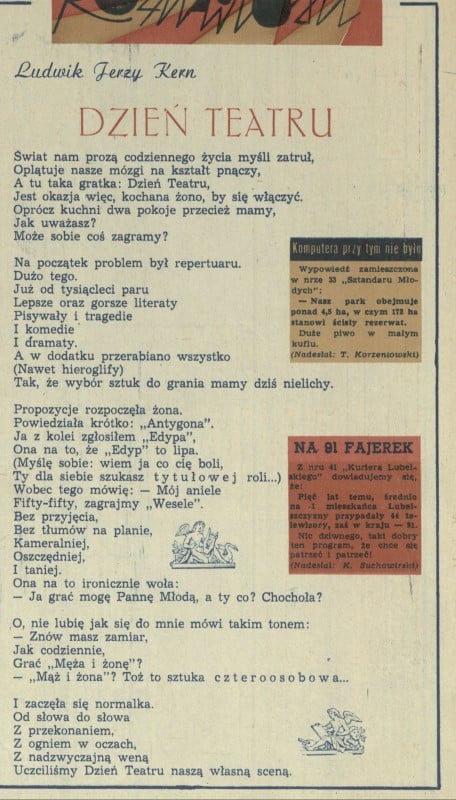 Rozmaitości
Ludwik Jerzy Kern
DZIEŃ TEATRU
Świat nam prozą codziennego życia myśli zatruł,
Oplątuje nasze mózgi na kształt pnączy,
A tu taka gratka: Dzień Teatru,
Jest okazja więc, kochana żono, by się włączyć.
Oprócz kuchni dwa pokoje przecież mamy,
Jak uważasz?
Może sobie coś zagramy?
Na początek problem był repertuaru.
Dużo tego.
Już od tysiącleci paru
Lepsze oraz gorsze literaty
Pisywały i tragedie
I komedie
I dramaty.
A w dodatku przerabiano wszystko
(Nawet hieroglify)
Tak, że wybór sztuk do grania mamy dziś nielichy.
Propozycje rozpoczęła żona.
Powiedziała krótko: „Antygona".
Ja z kolei zgłosiłem „Edypa",
Ona na to, że „Edyp" to lipa.
(Myślę sobie: wiem ja co cię boli,
Ty dla siebie szukasz tytułowej roli...)
Wobec tego mówię: — Mój aniele
Fifty-fifty, zagrajmy „Wesele".
Bez przyjęcia,
Bez tłumów na planie,
Kameralniej,
Oszczędniej,
I taniej.
Ona na to ironicznie woła:
— Ja grać mogę Pannę Młodą, a ty co? Chochoła?
O, nie lubię jak się do mnie mówi takim tonem:
— Znów masz zamiar,
Jak codziennie,
Grać „Męża i żonę"?
— „Mąż i żona"? Toż to sztuka czteroosobowa...
I zaczęła się normalka.
Od słowa do słowa
Z przekonaniem,
Z ogniem w oczach,
Z nadzwyczajną weną
Uczciliśmy Dzień Teatru naszą własną sceną.
Komputera przy tym nie było
Wypowiedź zamieszczona
w nrze 33 „Sztandaru Mło-
dych":
— Nasz park obejmuje
ponad 4,5 ha, w czym 172 ha
stanowi ścisły rezerwat.
Duże piwo w małym
kuflu.
(Nadesłał: T. Korzeniowski)
NA 91 FAJEREK
Z nru 41 „Kuriera Lubel-
skiego" dowiadujemy się,
że:
Pięć lat temu, średnio
na 1 mieszkańca Lubel-
szczyzny przypadały 64 te-
lewizory, zaś w kraju — 91.
Nic dziwnego, taki dobry
ten program, że chce się
patrzeć i patrzeć!
(Nadesłał: K. Suchowirski)